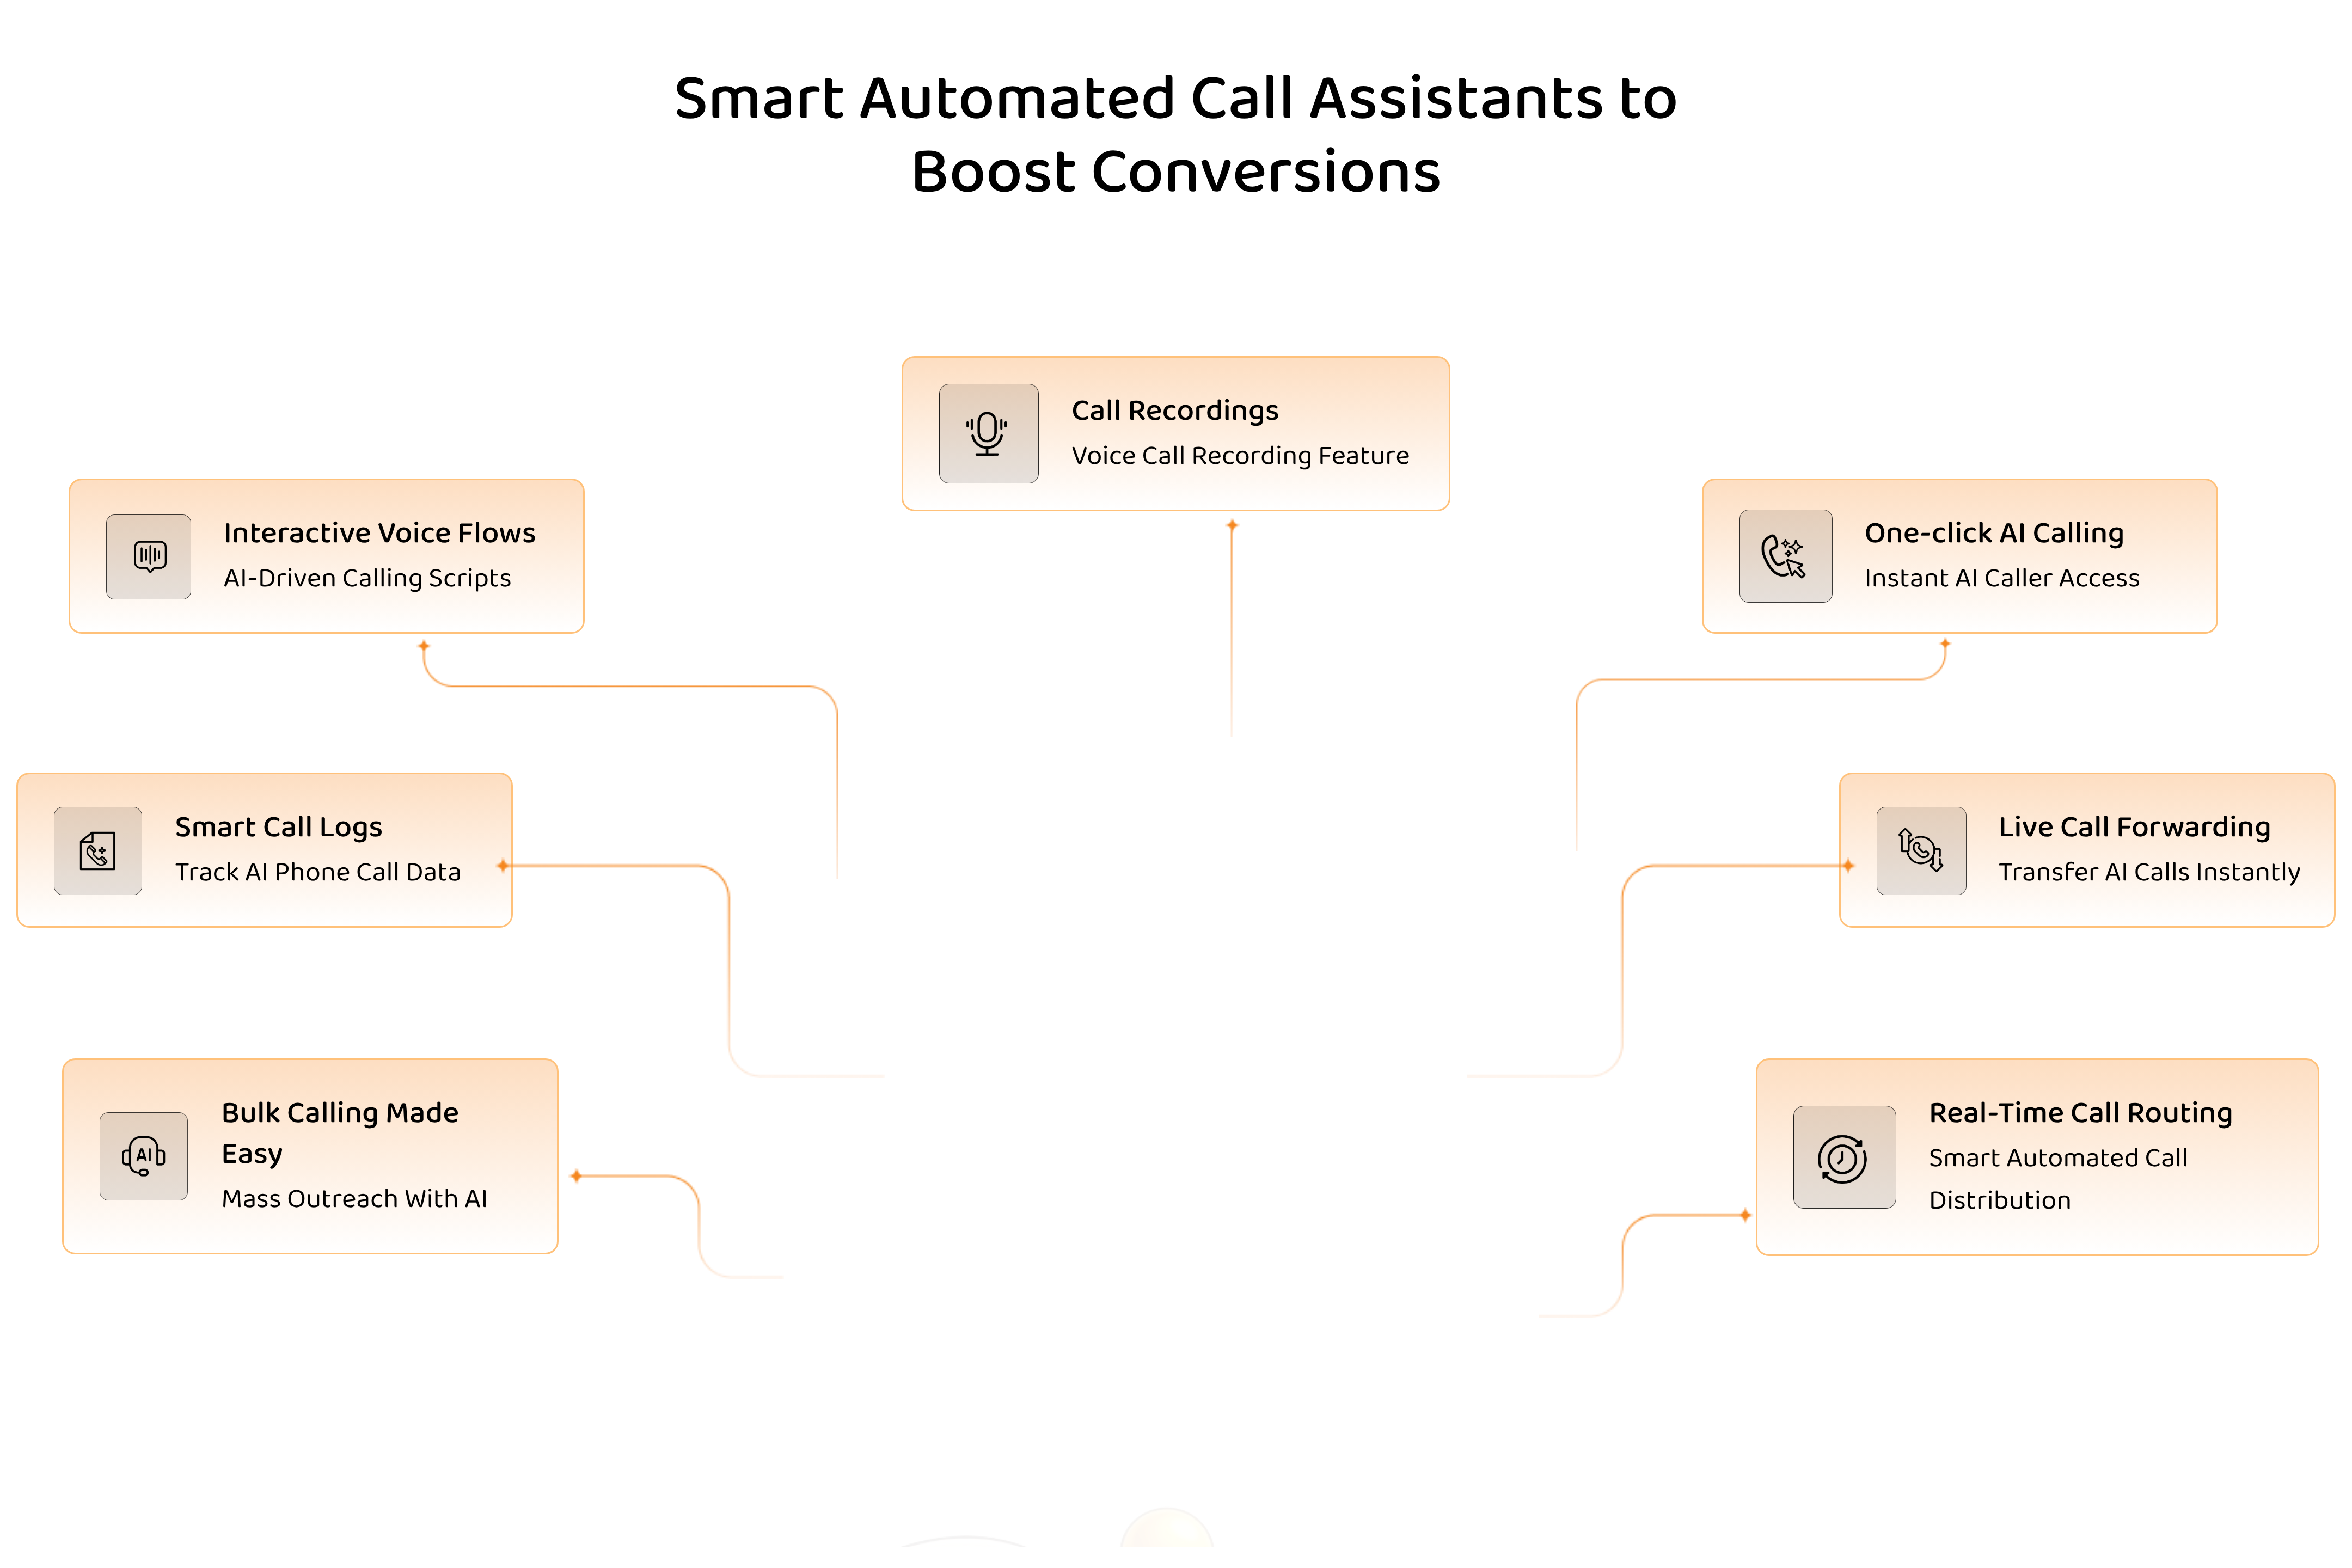 Smart Automated Call Assistants to
Boost Conversions
Call Recordings
Voice Call Recording Feature
Interactive Voice Flows
AI-Driven Calling Scripts
One-click AI Calling
Instant AI Caller Access
Smart Call Logs
Track AI Phone Call Data
Live Call Forwarding
Transfer AI Calls Instantly
Bulk Calling Made
Easy
Mass Outreach With AI
AI
Real-Time Call Routing
Smart Automated Call
Distribution